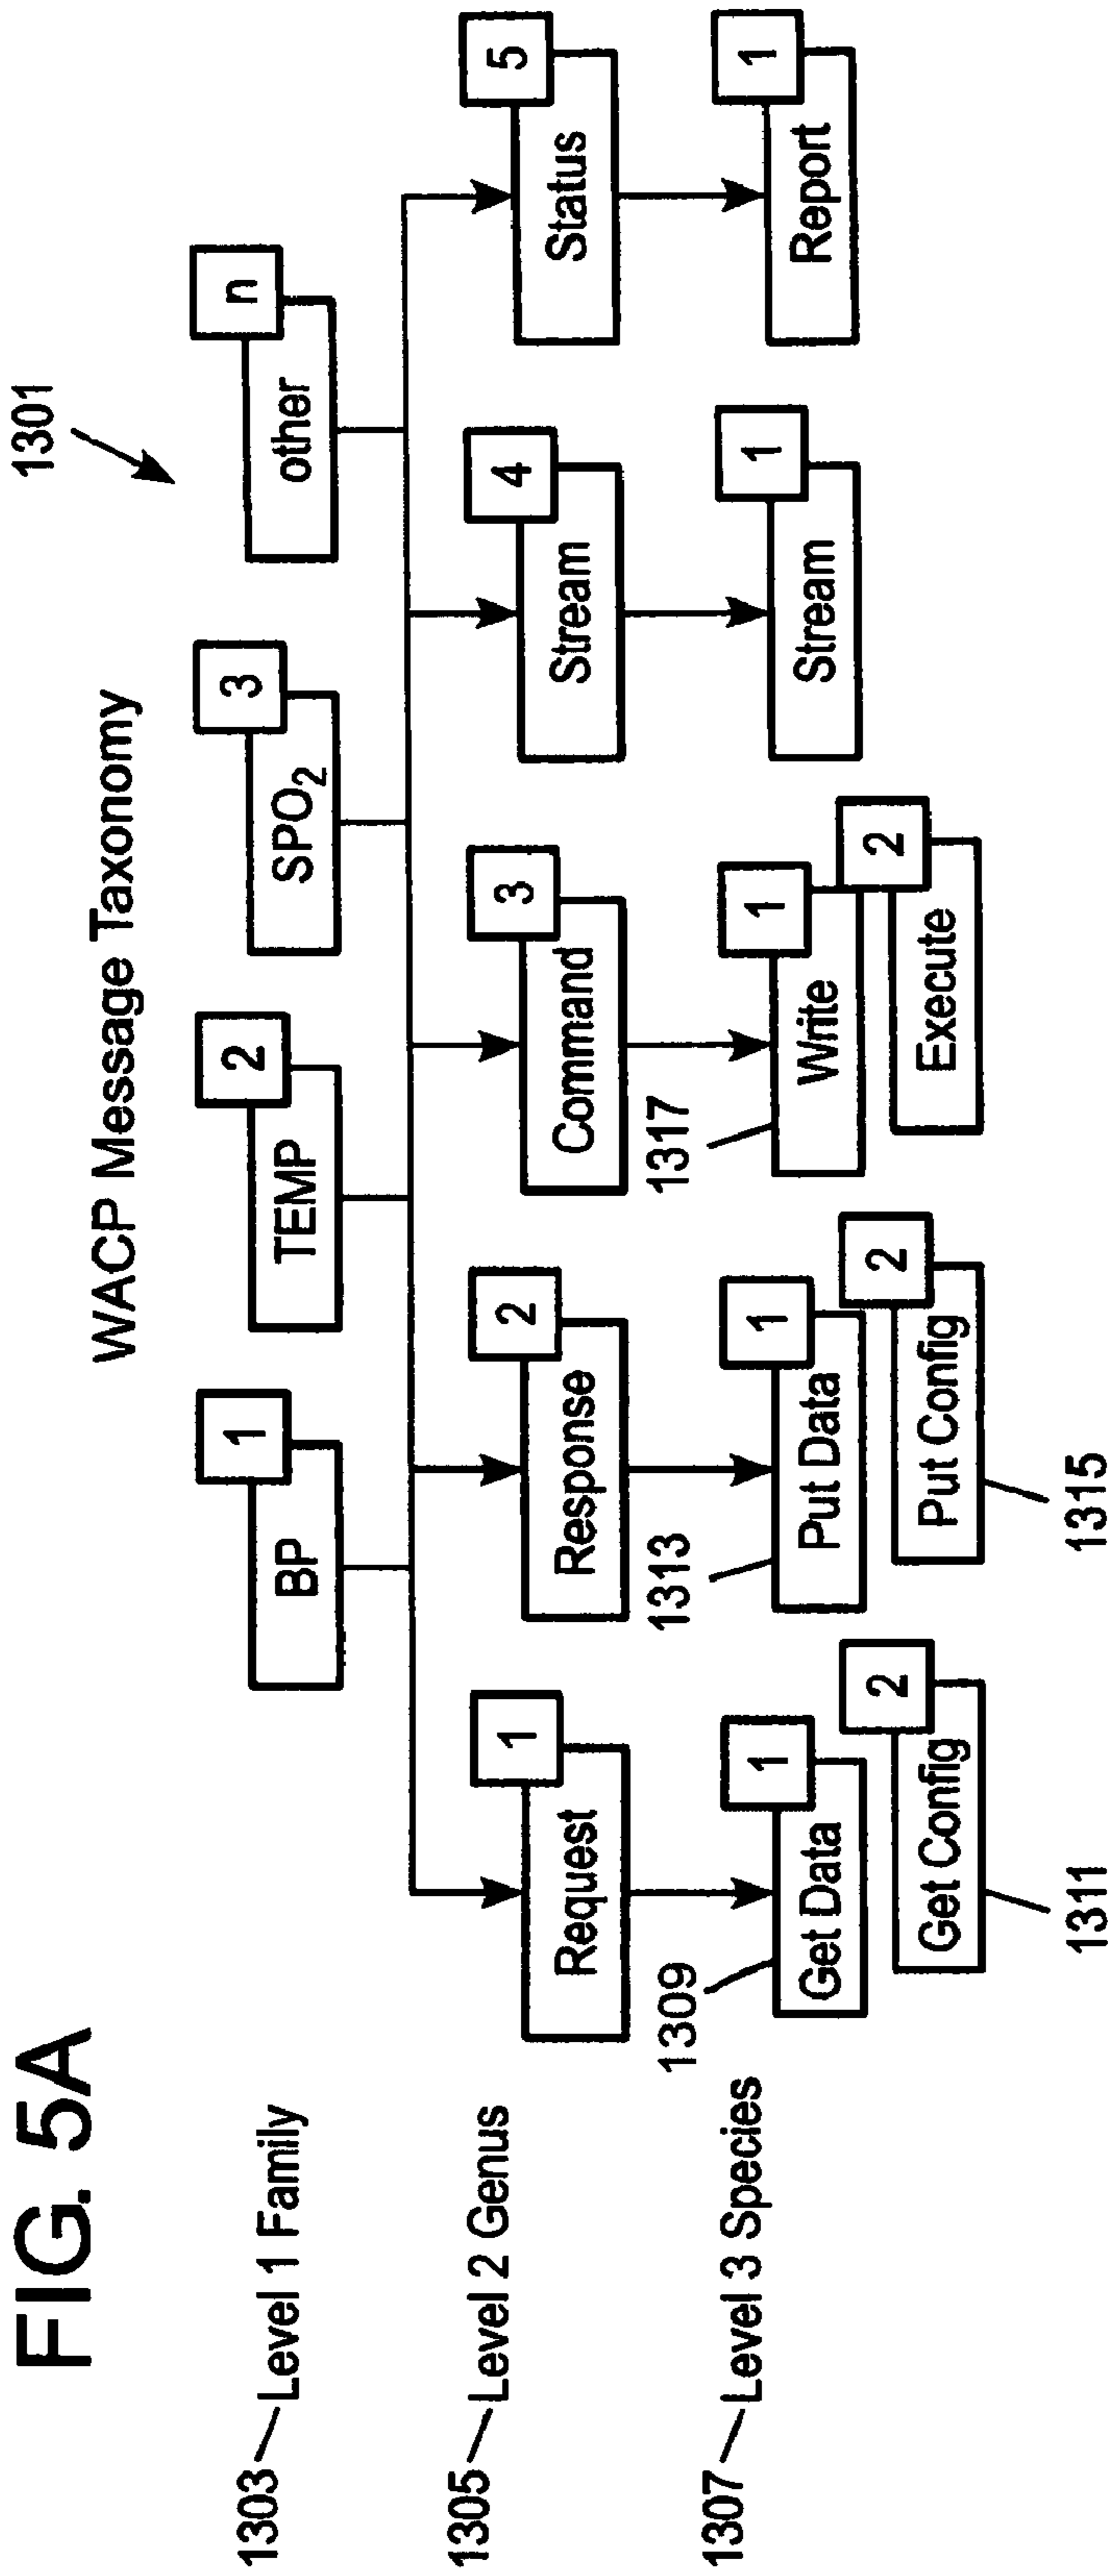 FIG. 5A
WACP Message Taxonomy
1301
1303
Level 1 Family
BP
1
TEMP
2
SPO₂
3
other
n
1305
Level 2 Genus
Request
1
Response
2
Command
3
Stream
4
Status
5
1307
Level 3 Species
1309
Get Data
1
1313
Put Data
1
1317
Write
1
Stream
1
Report
1
Get Config
2
Put Config
2
Execute
2
1311
1315